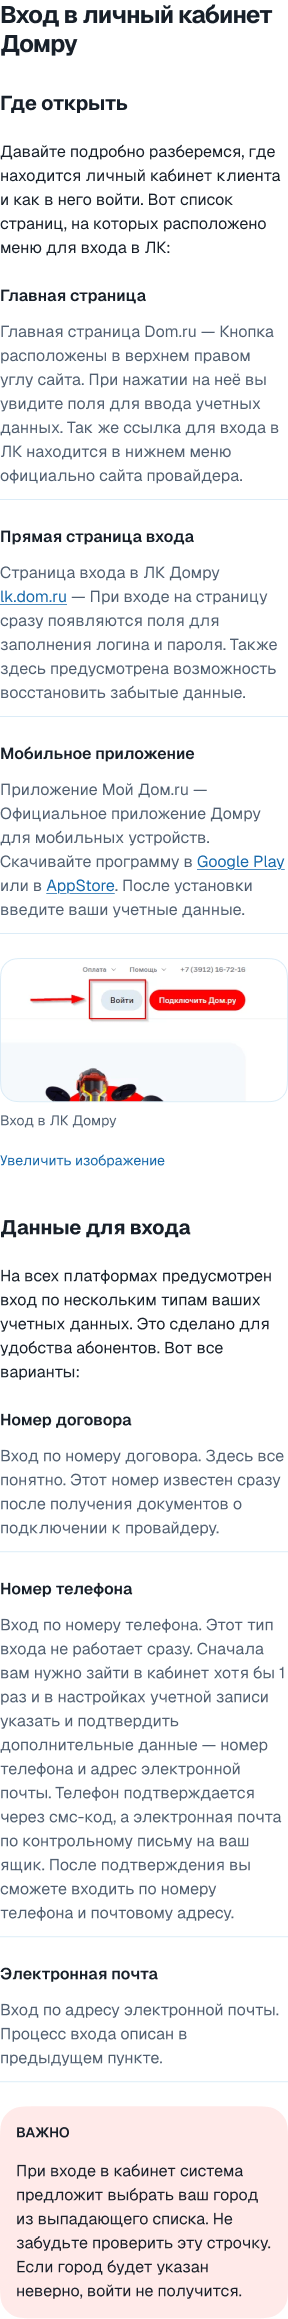 Вход в личный кабинет
Домру
Где открыть
Давайте подробно разберемся, где
находится личный кабинет клиента
и как в него войти. Вот список
страниц, на которых расположено
меню для входа в ЛК:
Главная страница
Главная страница Dom.ru — Кнопка
расположены в верхнем правом
углу сайта. При нажатии на неё вы
увидите поля для ввода учетных
данных. Так же ссылка для входа в
ЛК находится в нижнем меню
официально сайта провайдера.
Прямая страница входа
Страница входа в ЛК Домру
lk.dom.ru — При входе на страницу
сразу появляются поля для
заполнения логина и пароля. Также
здесь предусмотрена возможность
восстановить забытые данные.
Мобильное приложение
Приложение Мой Дом.ru —
Официальное приложение Домру
для мобильных устройств.
Скачивайте программу в Google Play
или в AppStore. После установки
введите ваши учетные данные.
Оплата Помощь +7 (3912) 16-72-16
Войти Подключить Дом.ру
Вход в ЛК Домру
Увеличить изображение
Данные для входа
На всех платформах предусмотрен
вход по нескольким типам ваших
учетных данных. Это сделано для
удобства абонентов. Вот все
варианты:
Номер договора
Вход по номеру договора. Здесь все
понятно. Этот номер известен сразу
после получения документов о
подключении к провайдеру.
Номер телефона
Вход по номеру телефона. Этот тип
входа не работает сразу. Сначала
вам нужно зайти в кабинет хотя бы 1
раз и в настройках учетной записи
указать и подтвердить
дополнительные данные — номер
телефона и адрес электронной
почты. Телефон подтверждается
через смс-код, а электронная почта
по контрольному письму на ваш
ящик. После подтверждения вы
сможете входить по номеру
телефона и почтовому адресу.
Электронная почта
Вход по адресу электронной почты.
Процесс входа описан в
предыдущем пункте.
ВАЖНО
При входе в кабинет система
предложит выбрать ваш город
из выпадающего списка. Не
забудьте проверить эту строчку.
Если город будет указан
неверно, войти не получится.